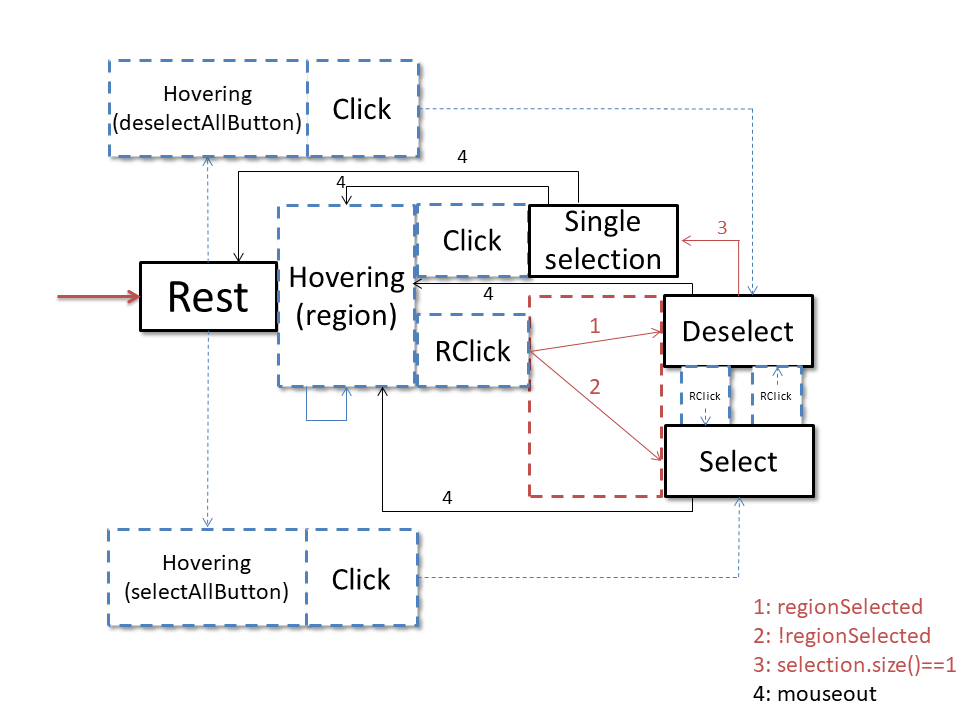 Hovering
(deselectAllButton)
Click
4
4
Click
Single
selection
3
Rest
Hovering
(region)
4
RClick
1
2
Deselect
RClick
RClick
Select
4
Hovering
(selectAllButton)
Click
1: regionSelected
2: !regionSelected
3: selection.size()==1
4: mouseout